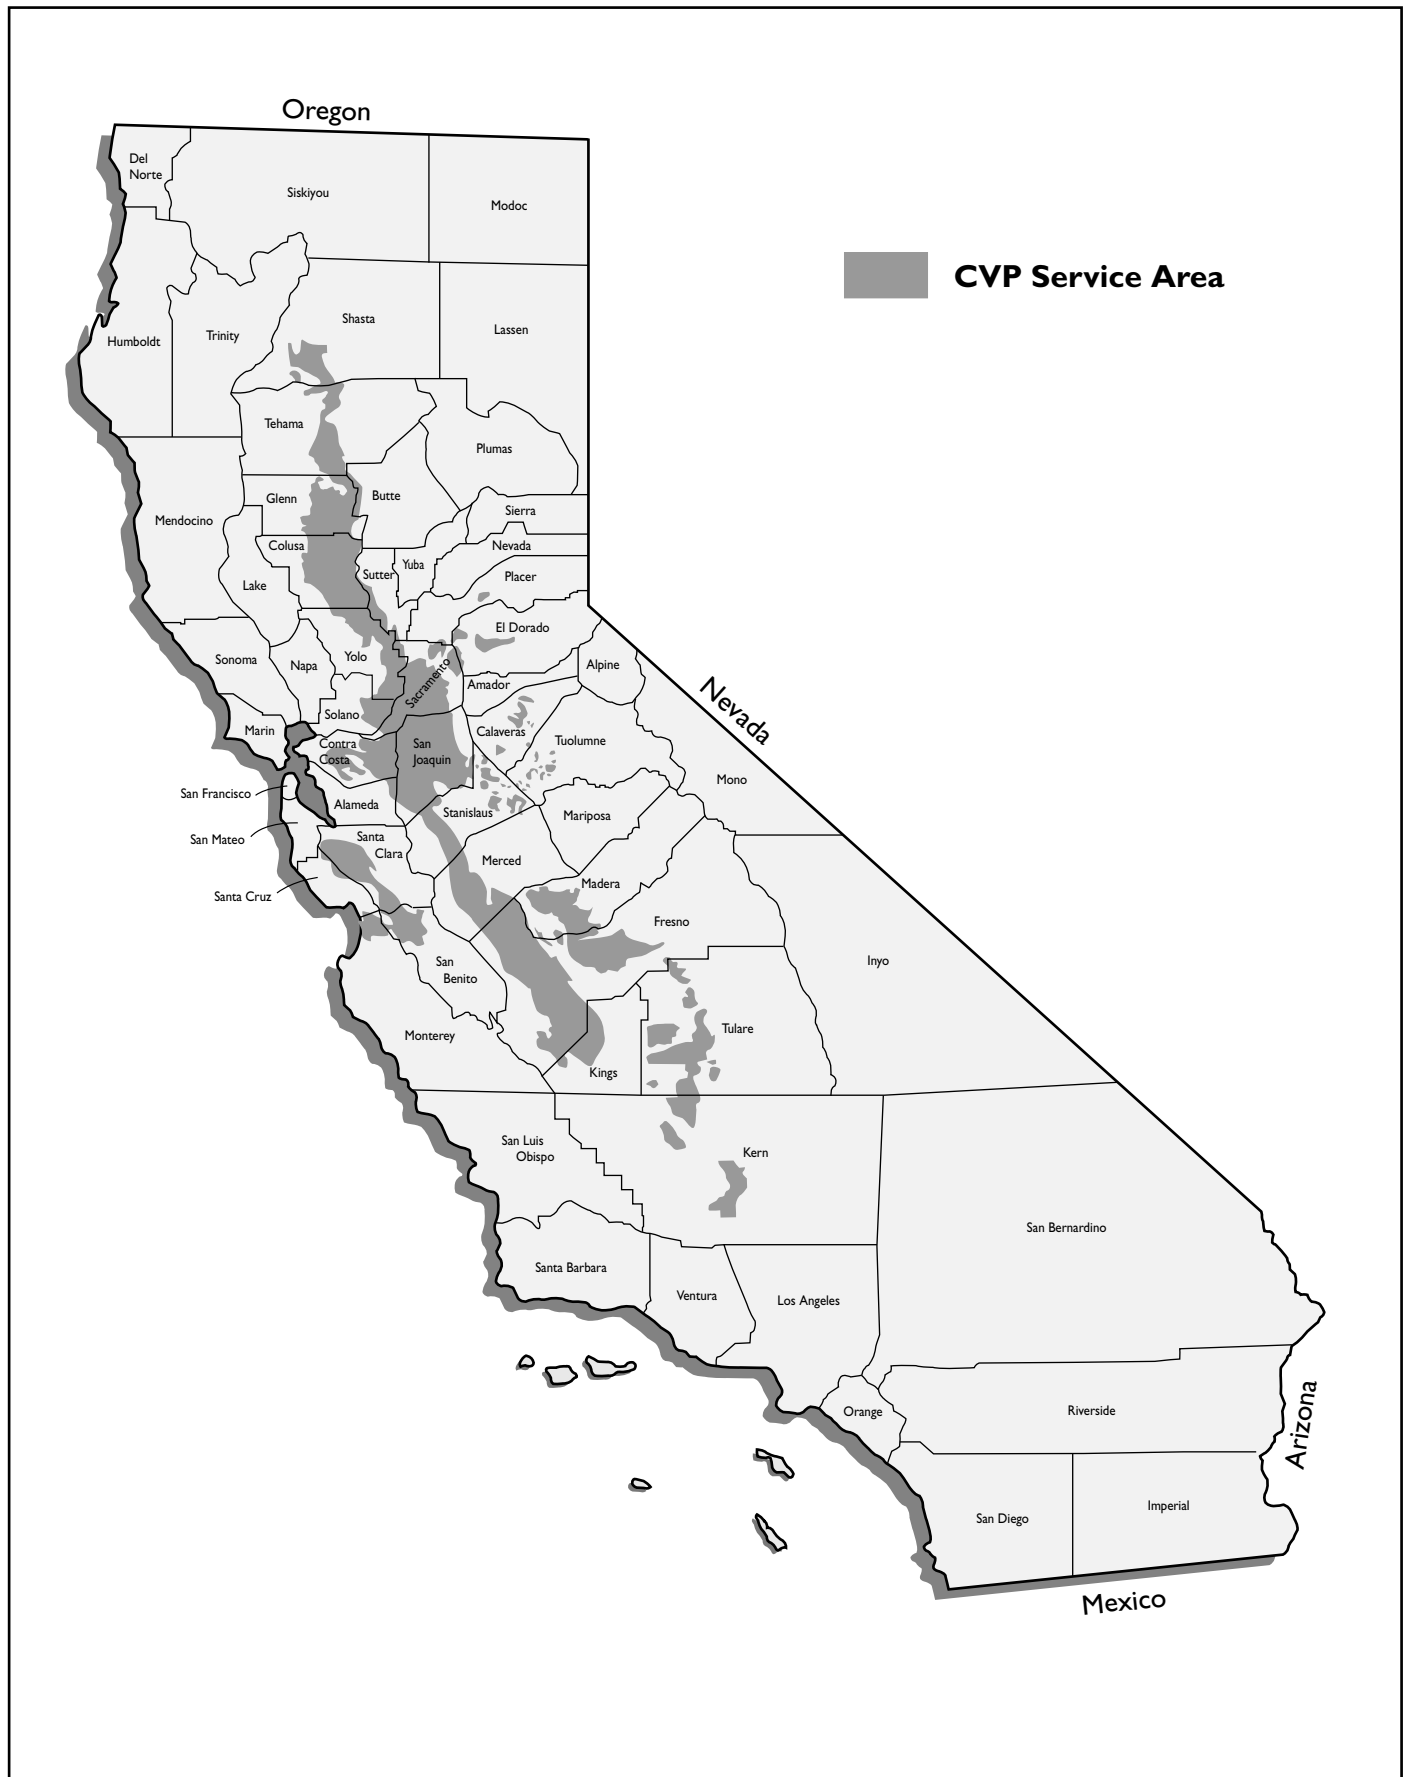 Oregon
Del
Norte
Siskiyou
Modoc
CVP Service Area
Shasta
Lassen
Trinity
Humboldt
Tehama
Plumas
Glenn
Butte
Sierra
Mendocino
Colusa
Nevada
Yuba
Sutter
Placer
Lake
El Dorado
Yolo
Sonoma
Napa
Sacramento
Alpine
Amador
Nevada
Solano
Marin
Calaveras
Contra
Costa
San
Joaquin
Tuolumne
Mono
San Francisco
Alameda
Stanislaus
Mariposa
San Mateo
Santa
Clara
Merced
Madera
Santa Cruz
Fresno
Inyo
San
Benito
Tulare
Monterey
Kings
San Luis
Obispo
Kern
San Bernardino
Santa Barbara
Ventura
Los Angeles
Orange
Riverside
Arizona
San Diego
Imperial
Mexico